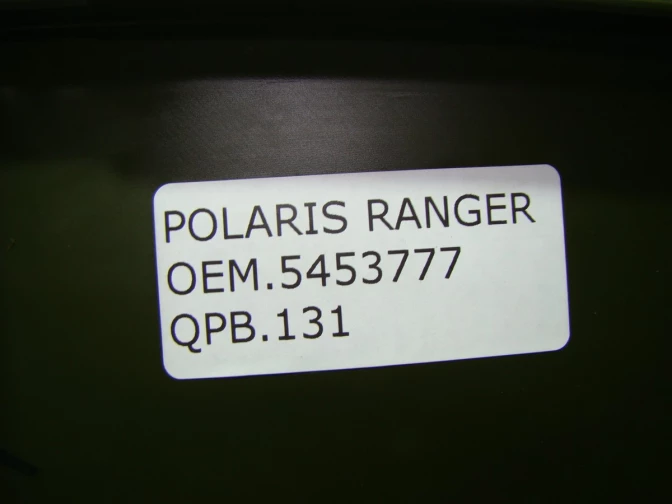 POLARIS RANGER
OEM.5453777
QPB.131